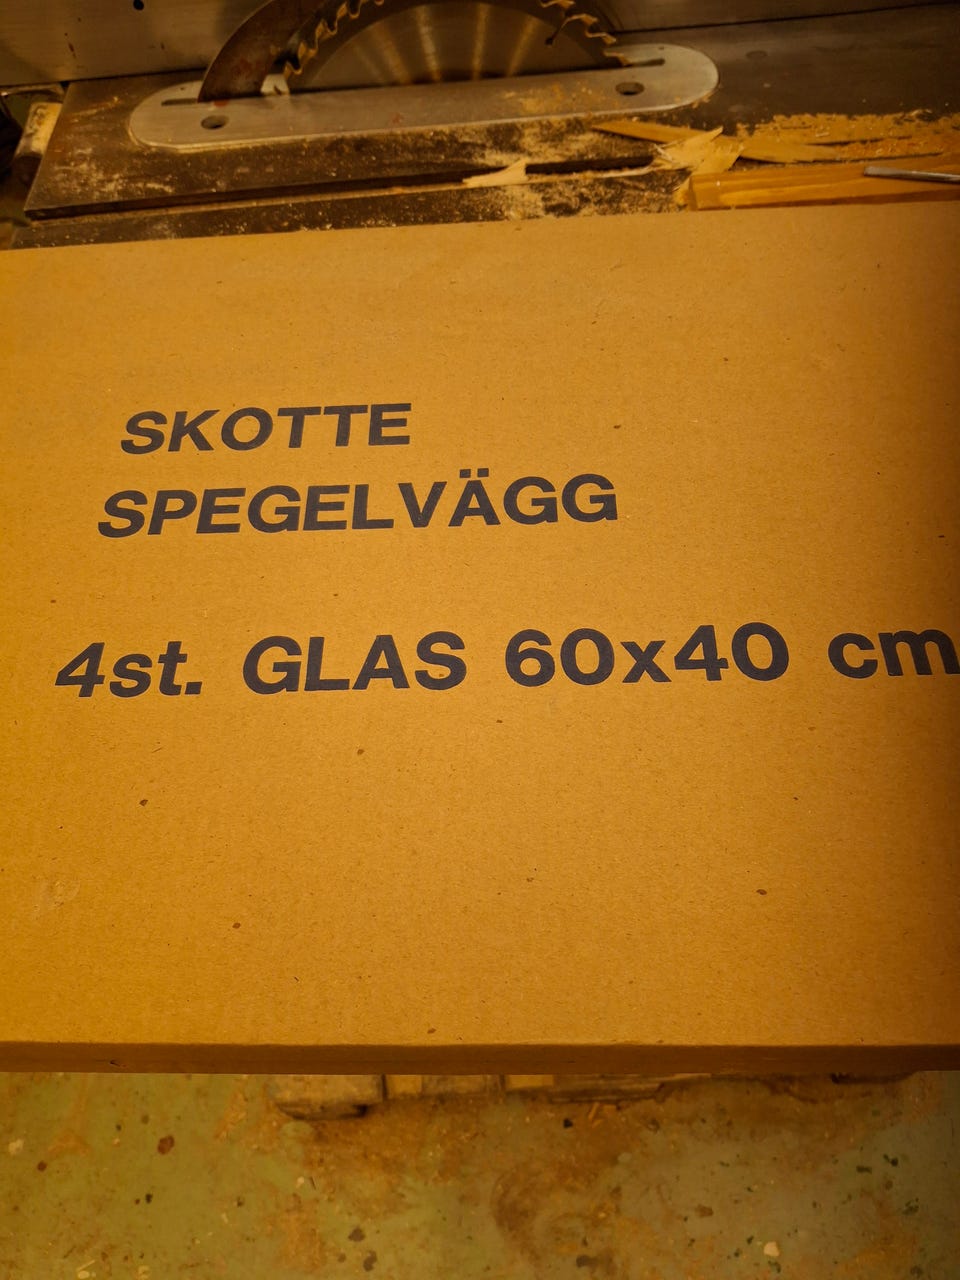 SKOTTE
SPEGELVÄGG
4st. GLAS 60x40 cm